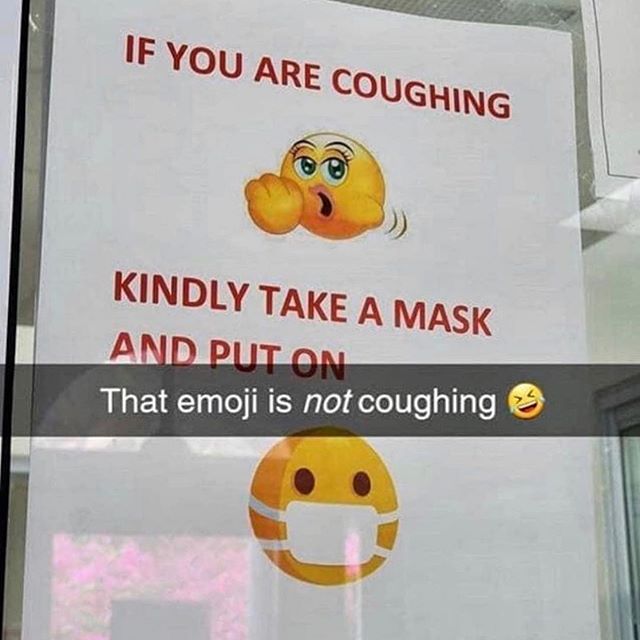 IF YOU ARE COUGHING
KINDLY TAKE A MASK
AND PUT ON
That emoji is not coughing 🤣